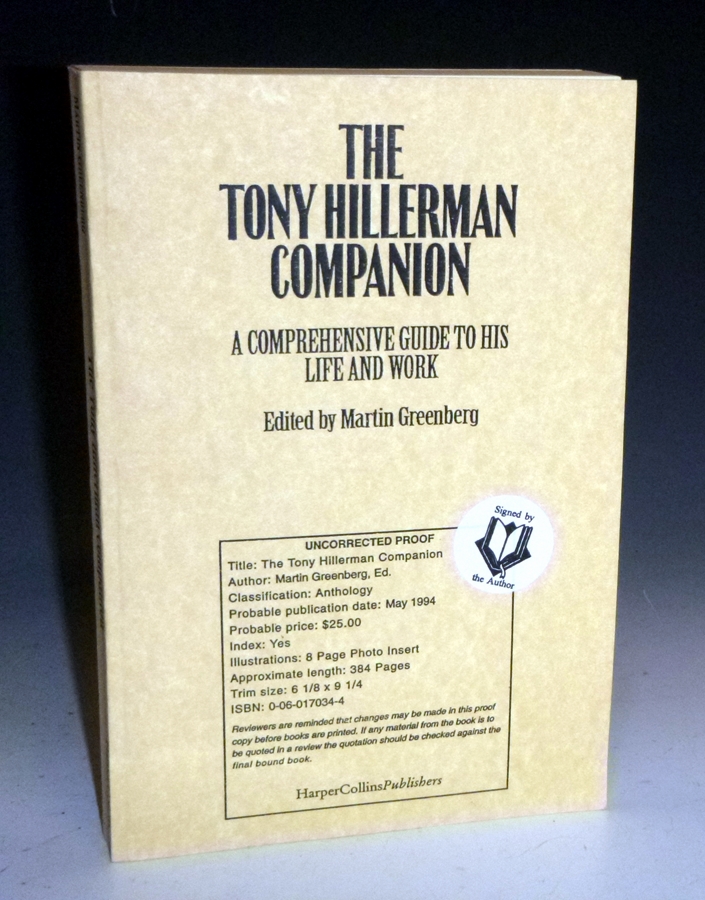 THE
TONY HILLERMAN
COMPANION
A COMPREHENSIVE GUIDE TO HIS
LIFE AND WORK
Edited by Martin Greenberg
Signed by
the Author
UNCORRECTED PROOF
Title: The Tony Hillerman Companion
Author: Martin Greenberg, Ed.
Classification: Anthology
Probable publication date: May 1994
Probable price: $25.00
Index: Yes
Illustrations: 8 Page Photo Insert
Approximate length: 384 Pages
Trim size: 6 1/8 x 9 1/4
ISBN: 0-06-017034-4
Reviewers are reminded that changes may be made in this proof
copy before books are printed. If any material from the book is to
be quoted in a review the quotation should be checked against the
final bound book.
HarperCollinsPublishers